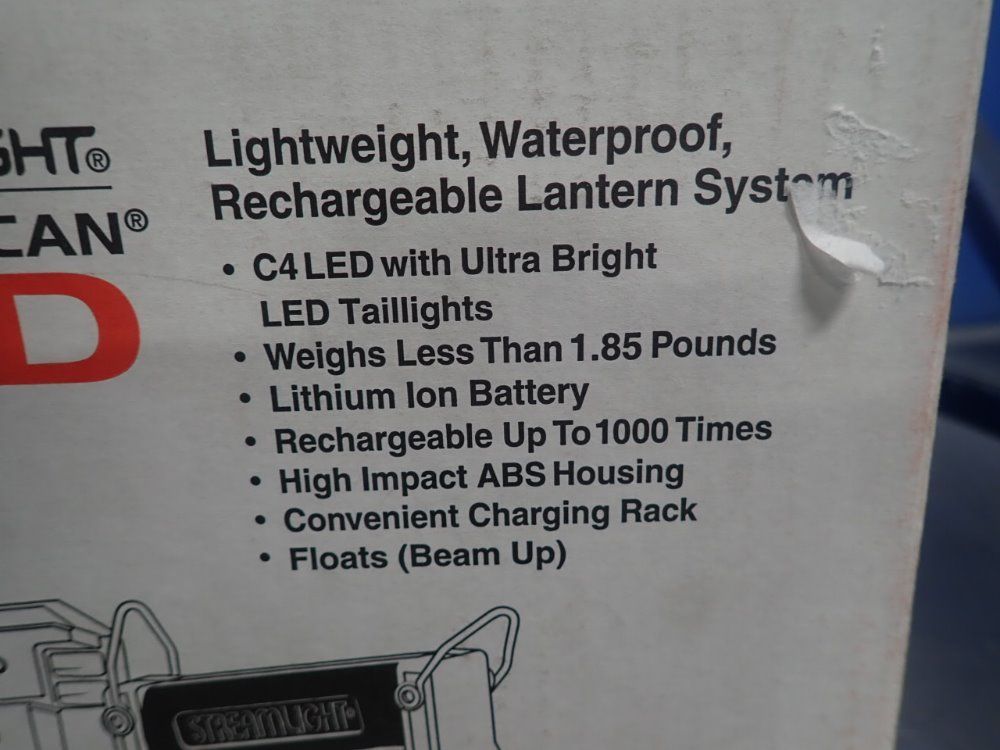 GHT®
CAN®
D
Lightweight, Waterproof,
Rechargeable Lantern System
• C4 LED with Ultra Bright
LED Taillights
• Weighs Less Than 1.85 Pounds
• Lithium Ion Battery
• Rechargeable Up To 1000 Times
• High Impact ABS Housing
• Convenient Charging Rack
• Floats (Beam Up)
STREAMLIGHT®